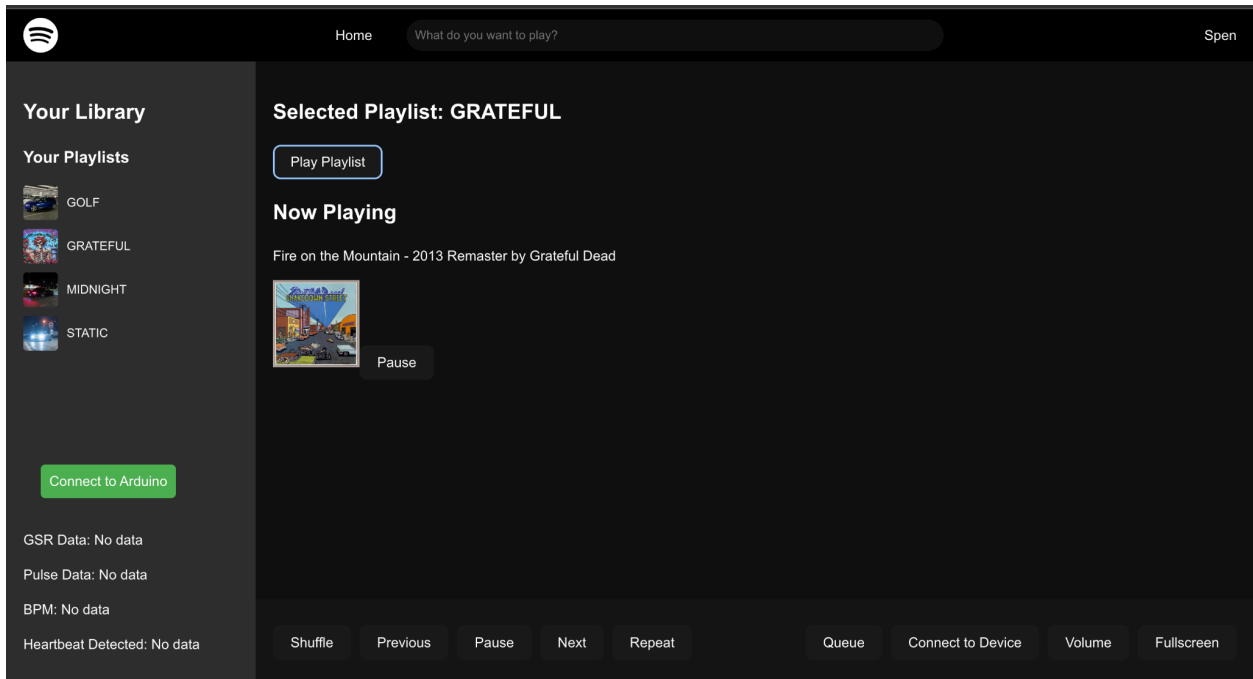 Home
What do you want to play?
Spen
Your Library
Your Playlists
GOLF
GRATEFUL
MIDNIGHT
STATIC
Connect to Arduino
GSR Data: No data
Pulse Data: No data
BPM: No data
Heartbeat Detected: No data
Selected Playlist: GRATEFUL
Play Playlist
Now Playing
Fire on the Mountain - 2013 Remaster by Grateful Dead
SHAKEDOWN STREET
Pause
Shuffle
Previous
Pause
Next
Repeat
Queue
Connect to Device
Volume
Fullscreen